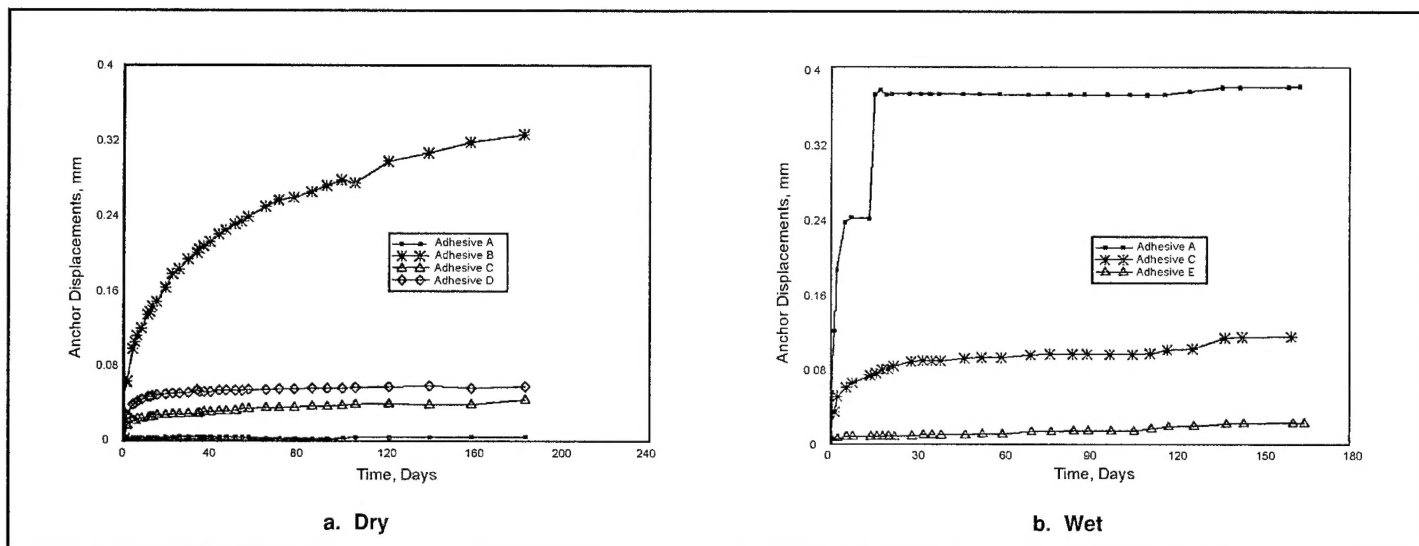 0.4
0.32
0.24
0.16
0.08
0
Anchor Displacements, mm
Adhesive A
Adhesive B
Adhesive C
Adhesive D
0 40 80 120 160 200 240
Time, Days
a. Dry
0.4
0.32
0.24
0.16
0.08
0
Anchor Displacements, mm
Adhesive A
Adhesive C
Adhesive E
0 30 60 90 120 150 180
Time, Days
b. Wet